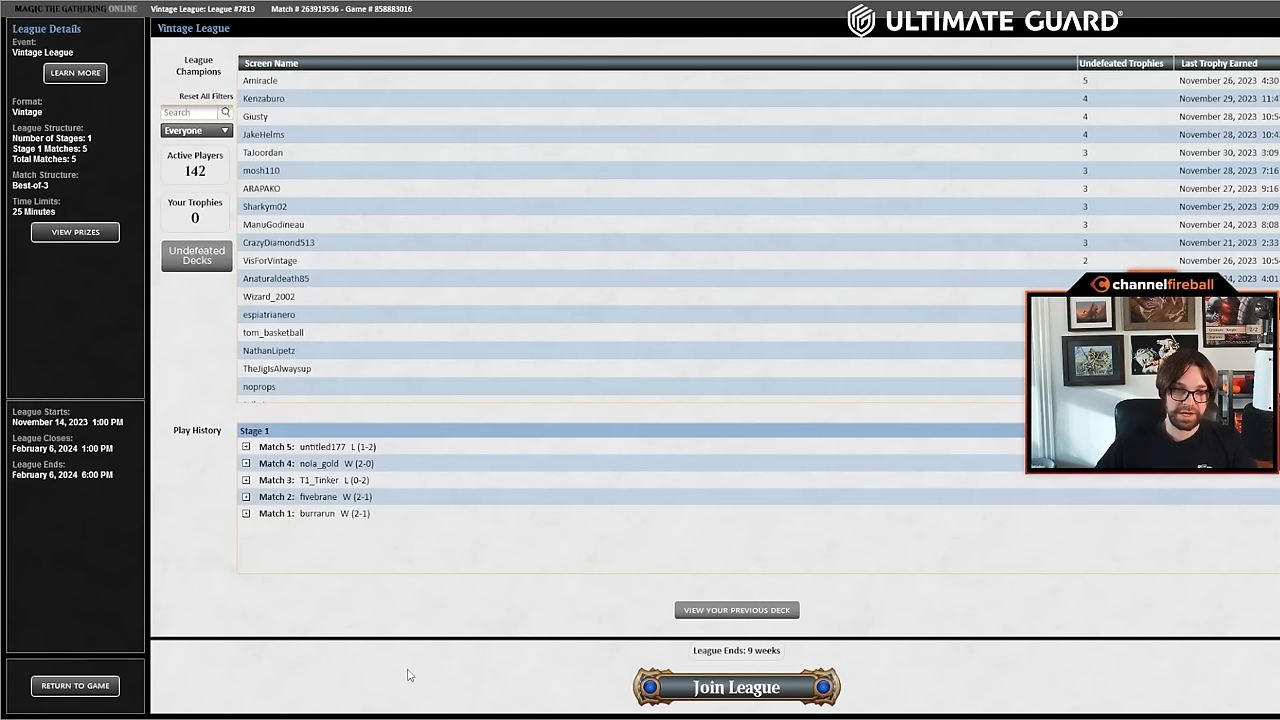 MAGIC THE GATHERING ONLINE
Vintage League: League #7819
Match # 263919536 - Game # 858883016
ULTIMATE GUARD®
League Details
Event:
Vintage League
LEARN MORE
Format:
Vintage
League Structure:
Number of Stages: 1
Stage 1 Matches: 5
Total Matches: 5
Match Structure:
Best-of-3
Time Limits:
25 Minutes
VIEW PRIZES
League Starts:
November 14, 2023 1:00 PM
League Closes:
February 6, 2024 1:00 PM
League Ends:
February 6, 2024 6:00 PM
RETURN TO GAME
Vintage League
League
Champions
Reset All Filters
Search
Everyone
Active Players
142
Your Trophies
0
Undefeated
Decks
Screen Name Undefeated Trophies Last Trophy Earned
Amiracle 5 November 26, 2023 4:30
Kenzaburo 4 November 29, 2023 11:4
Giusty 4 November 28, 2023 10:5
JakeHelms 4 November 28, 2023 10:4
TaJoordan 3 November 30, 2023 3:09
mosh110 3 November 28, 2023 7:16
ARAPAKO 3 November 27, 2023 9:16
Sharkym02 3 November 25, 2023 2:09
ManuGodineau 3 November 24, 2023 8:08
CrazyDiamond513 3 November 21, 2023 2:33
VisForVintage 2 November 26, 2023 10:5
Anaturaldeath85 24, 2023 4:01
Wizard_2002
espiatrianero
tom_basketball
NathanLipetz
TheJigIsAlwaysup
noprops
channelfireball
Play History
Stage 1
Match 5: untitled177 L (1-2)
Match 4: nola_gold W (2-0)
Match 3: T1_Tinker L (0-2)
Match 2: fivebrane W (2-1)
Match 1: burrarun W (2-1)
VIEW YOUR PREVIOUS DECK
League Ends: 9 weeks
Join League